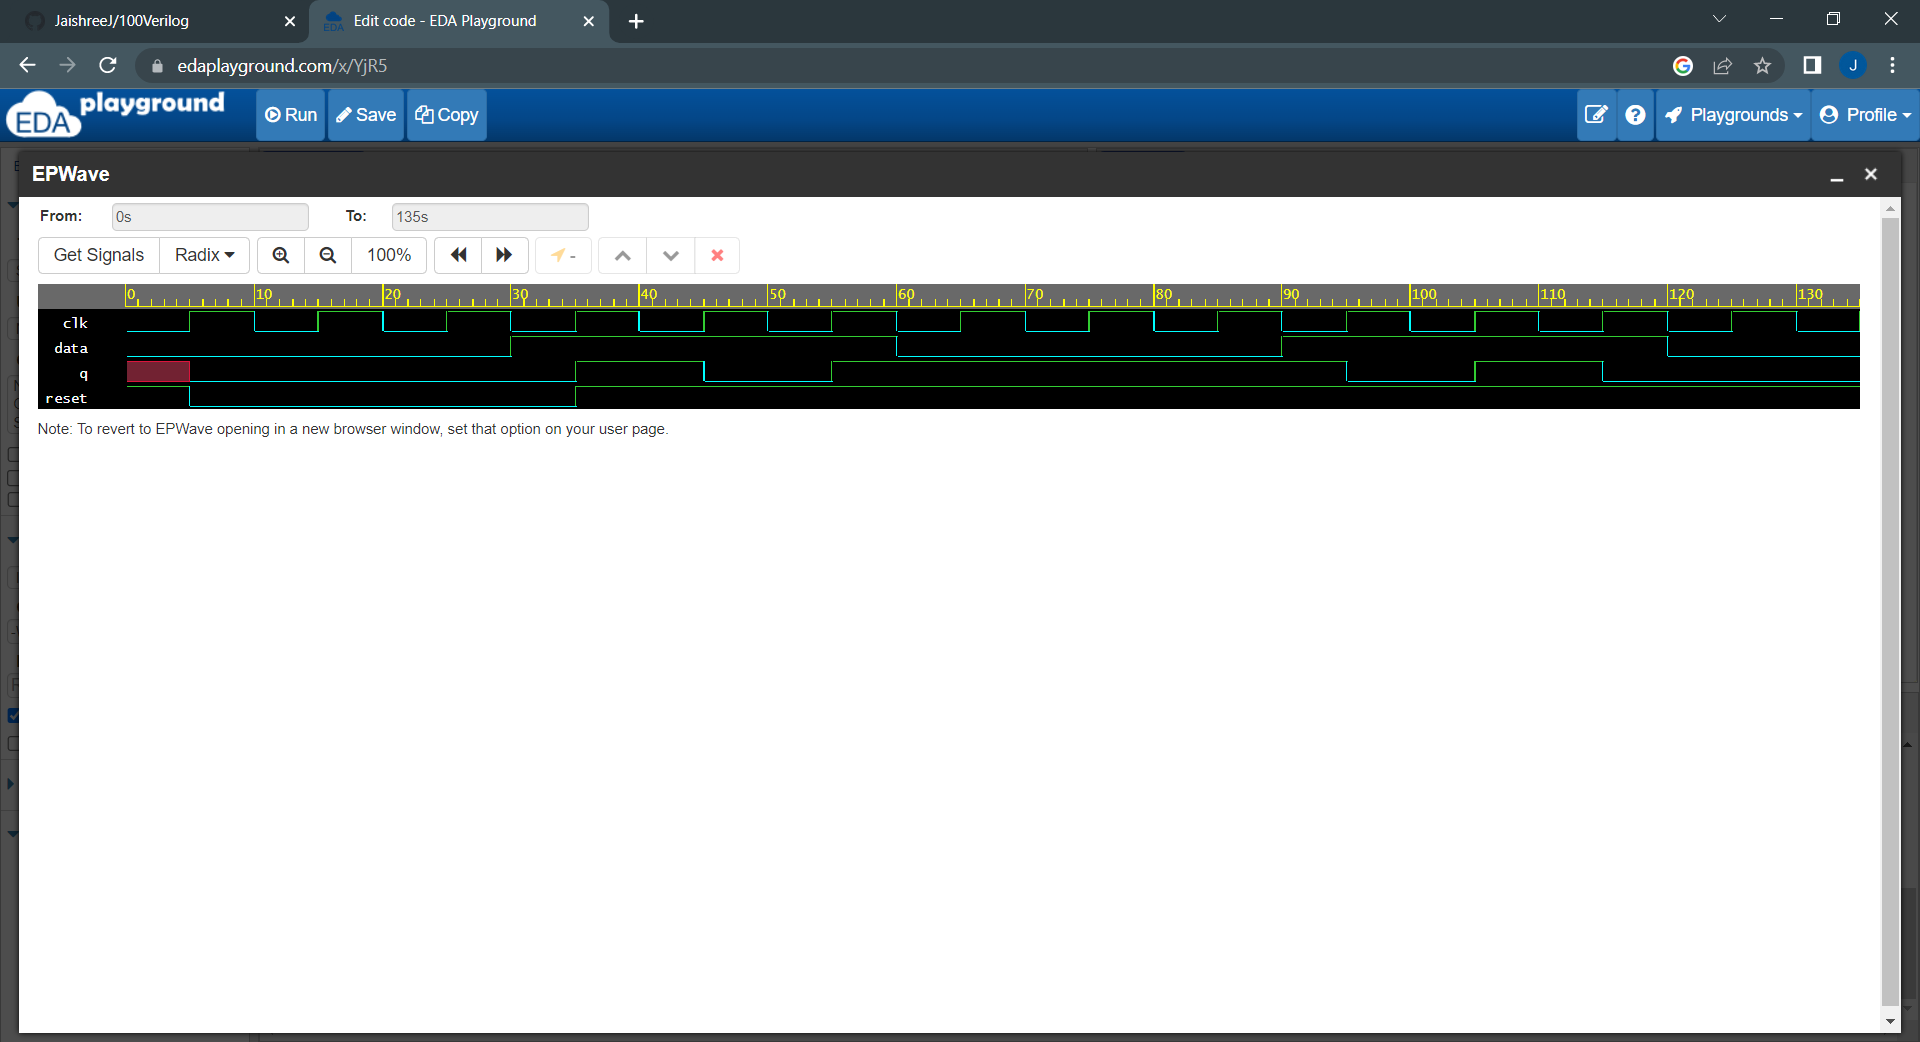 JaishreeJ/100Verilog
Edit code - EDA Playground
edaplayground.com/x/YjR5
J
EDA playground
Run
Save
Copy
Playgrounds
Profile
EPWave
From:
0s
To:
135s
Get Signals
Radix
100%
-
0 10 20 30 40 50 60 70 80 90 100 110 120 130
clk
data
q
reset
Note: To revert to EPWave opening in a new browser window, set that option on your user page.